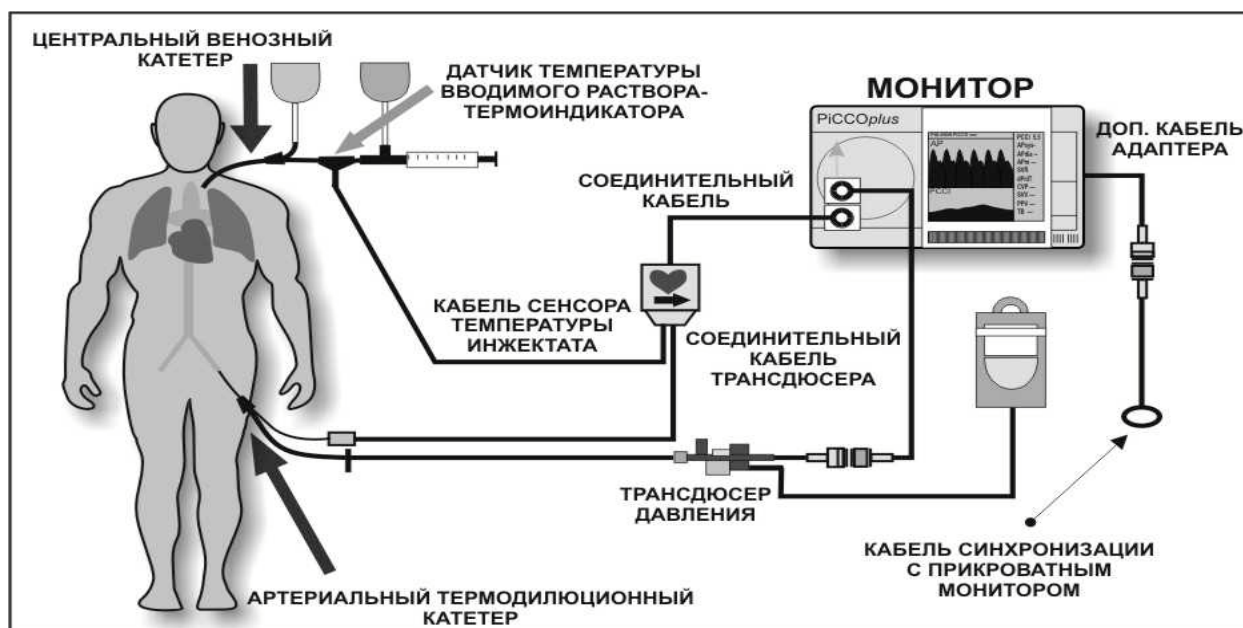 ЦЕНТРАЛЬНЫЙ ВЕНОЗНЫЙ
КАТЕТЕР
ДАТЧИК ТЕМПЕРАТУРЫ
ВВОДИМОГО РАСТВОРА-
ТЕРМОИНДИКАТОРА
МОНИТОР
PiCCOplus
AP
PCCI
ДОП. КАБЕЛЬ
АДАПТЕРА
СОЕДИНИТЕЛЬНЫЙ
КАБЕЛЬ
КАБЕЛЬ СЕНСОРА
ТЕМПЕРАТУРЫ
ИНЖЕКТАТА
СОЕДИНИТЕЛЬНЫЙ
КАБЕЛЬ
ТРАНСДЮСЕРА
ТРАНСДЮСЕР
ДАВЛЕНИЯ
КАБЕЛЬ СИНХРОНИЗАЦИИ
С ПРИКРОВАТНЫМ
МОНИТОРОМ
АРТЕРИАЛЬНЫЙ ТЕРМОДИЛЮЦИОННЫЙ
КАТЕТЕР